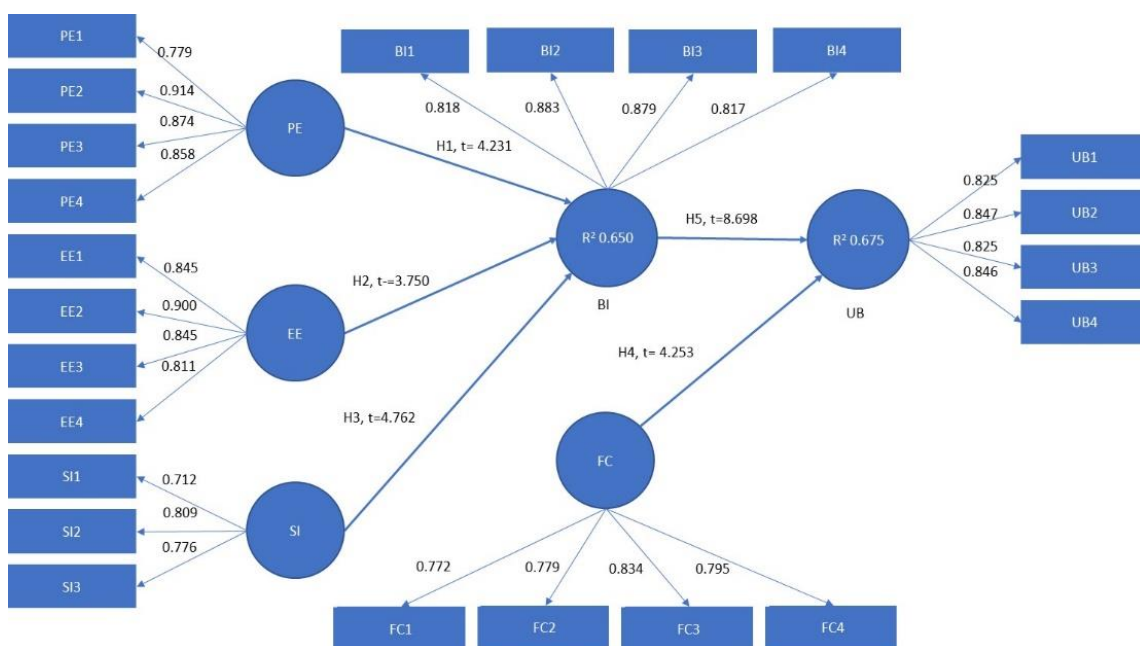 PE1
PE2
PE3
PE4
0.779
0.914
0.874
0.858
PE
BI1
BI2
BI3
BI4
0.818
0.883
0.879
0.817
H1, t= 4.231
EE1
EE2
EE3
EE4
0.845
0.900
0.845
0.811
EE
H2, t-=3.750
R² 0.650
BI
H5, t=8.698
R² 0.675
UB
0.825
0.847
0.825
0.846
UB1
UB2
UB3
UB4
SI1
SI2
SI3
0.712
0.809
0.776
SI
H3, t=4.762
H4, t= 4.253
FC
0.772
0.779
0.834
0.795
FC1
FC2
FC3
FC4